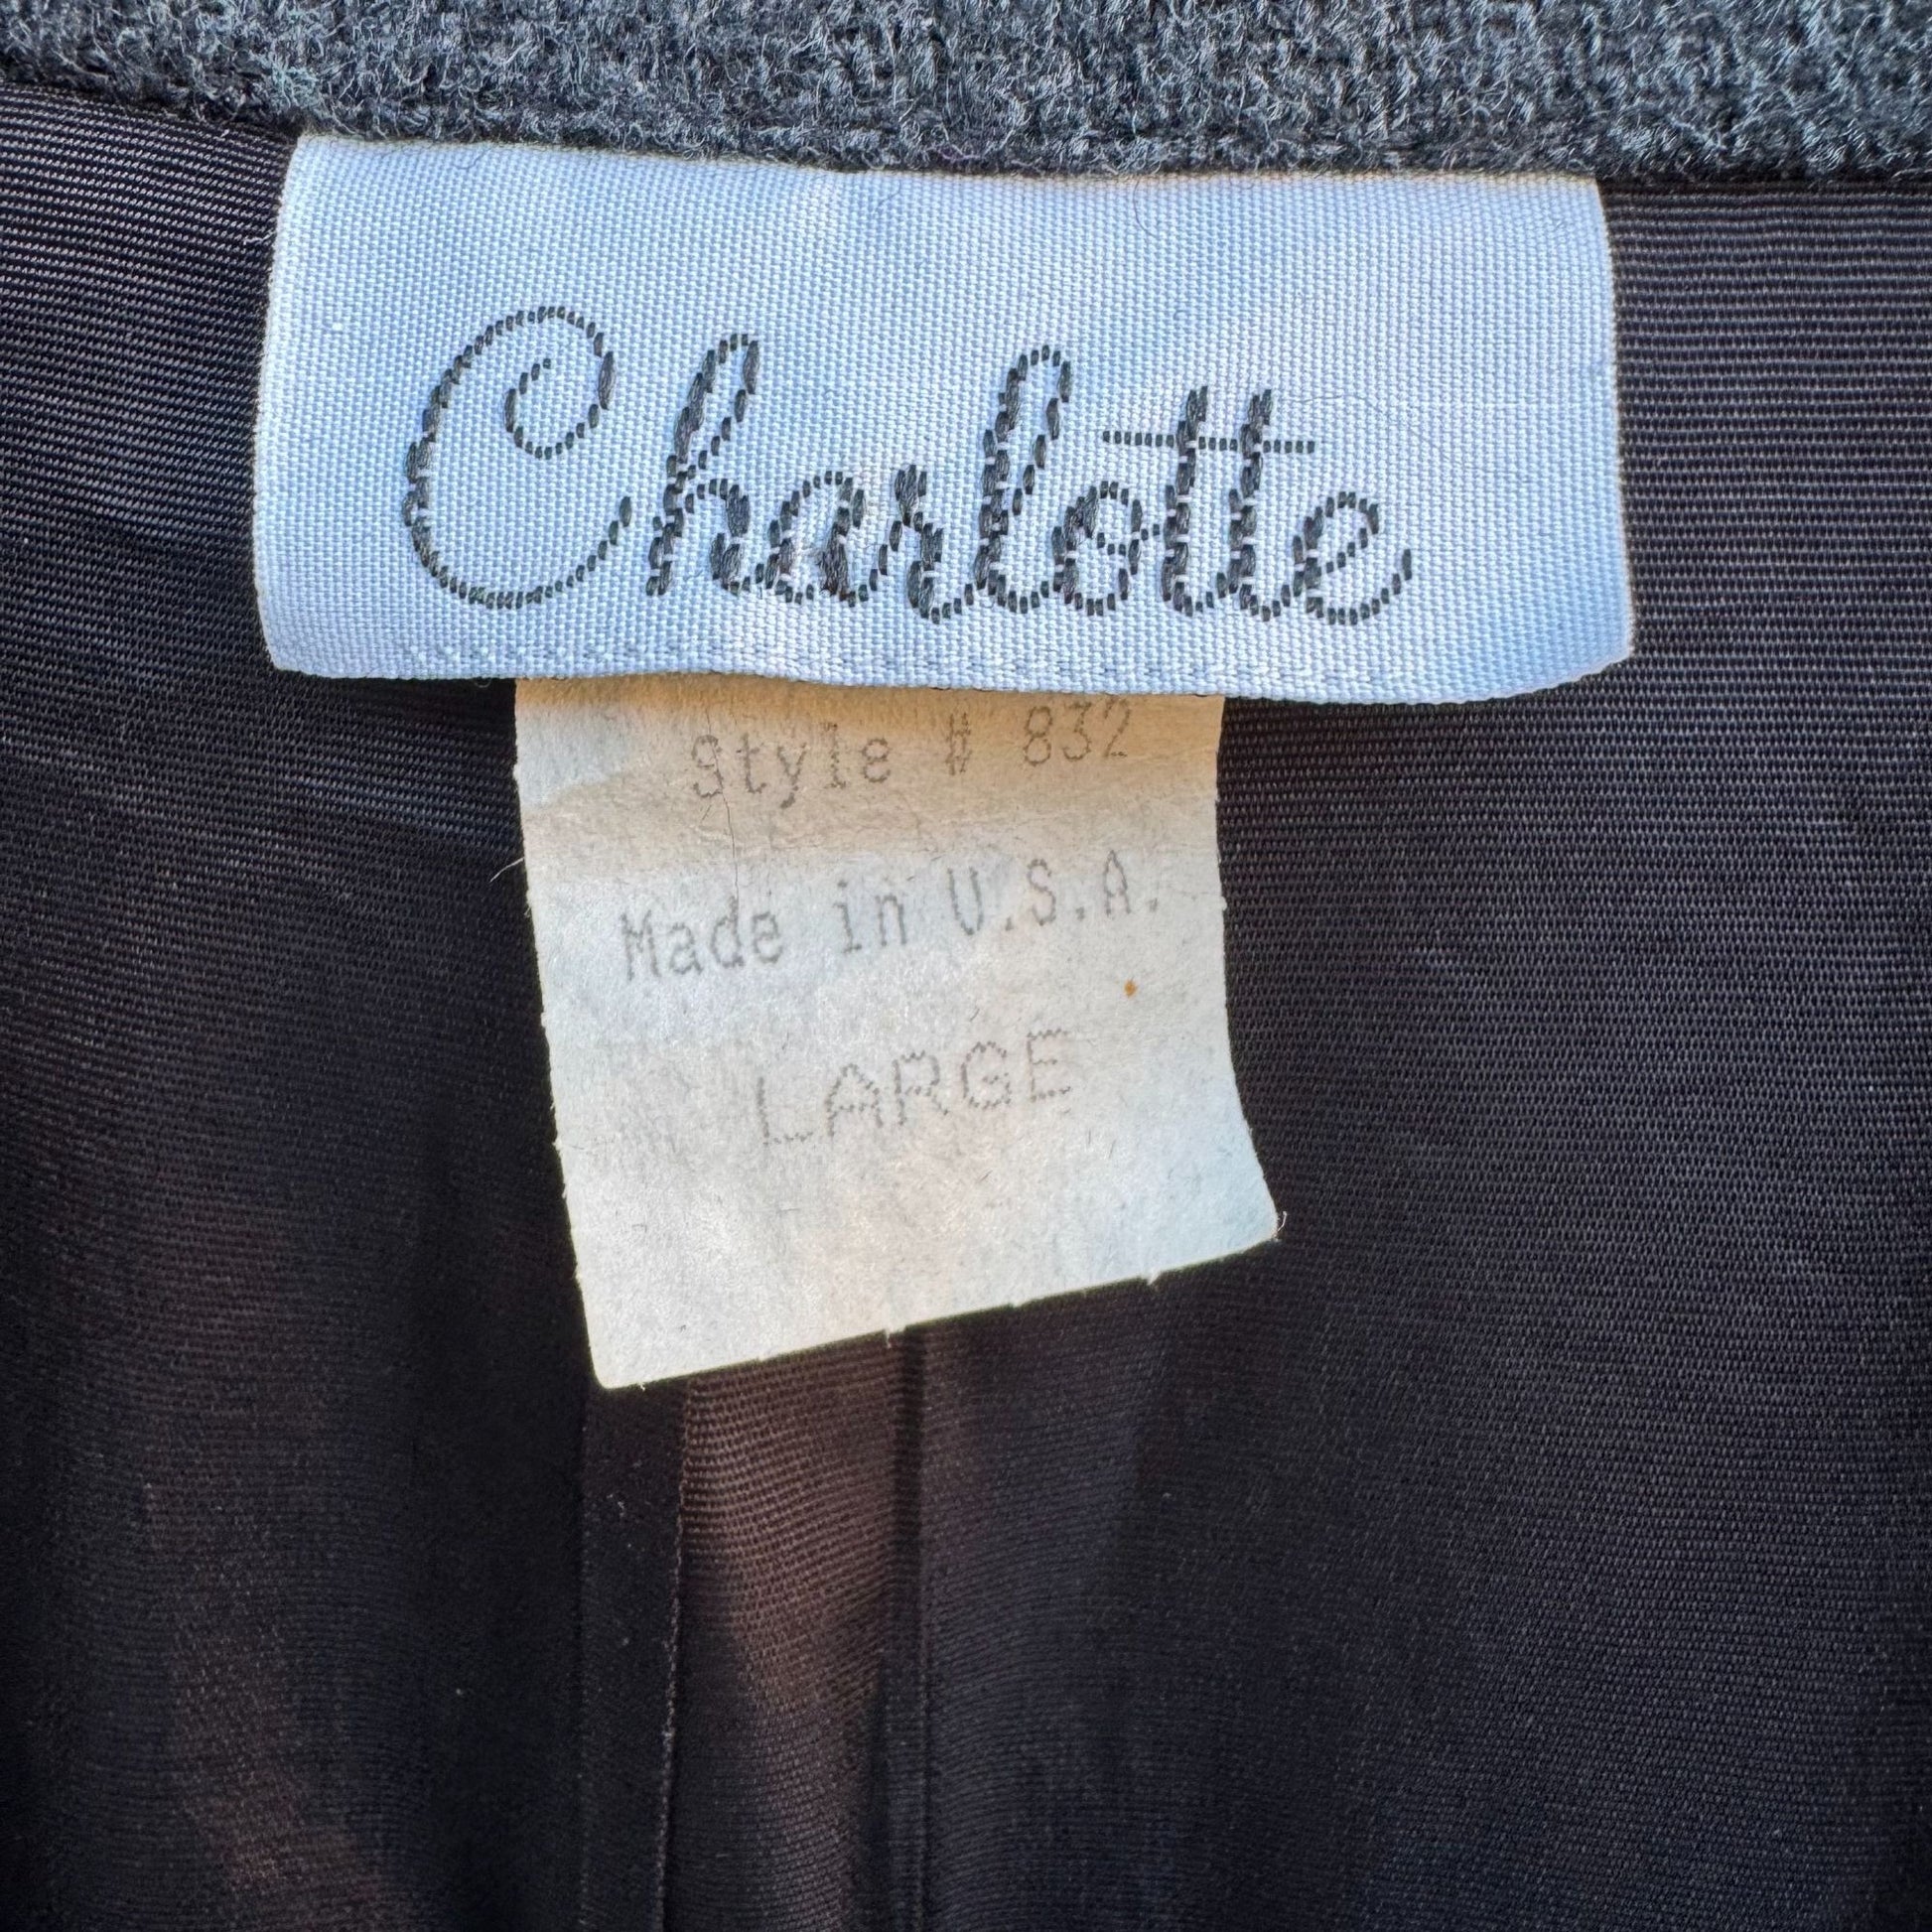 Charlotte
Style # 832
Made in U.S.A.
LARGE